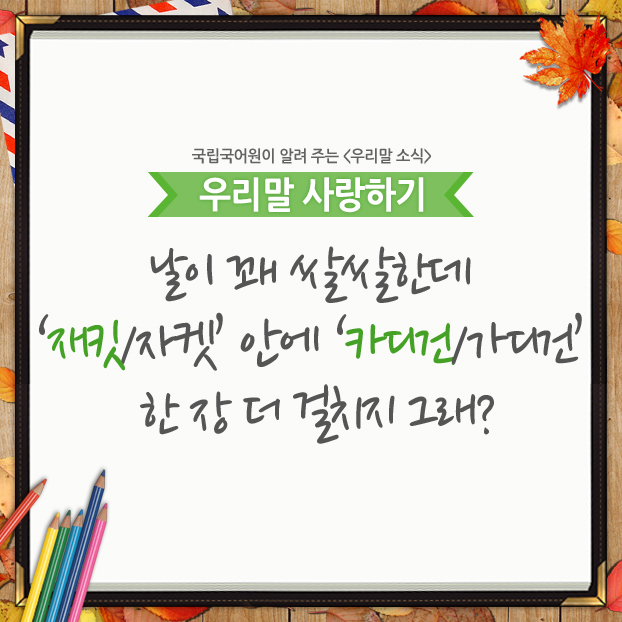 국립국어원이 알려 주는 <우리말 소식>
우리말 사랑하기
날이 꽤 쌀쌀한데
‘재킷/자켓’ 안에 ‘카디건/가디건’
한 장 더 걸치지 그래?